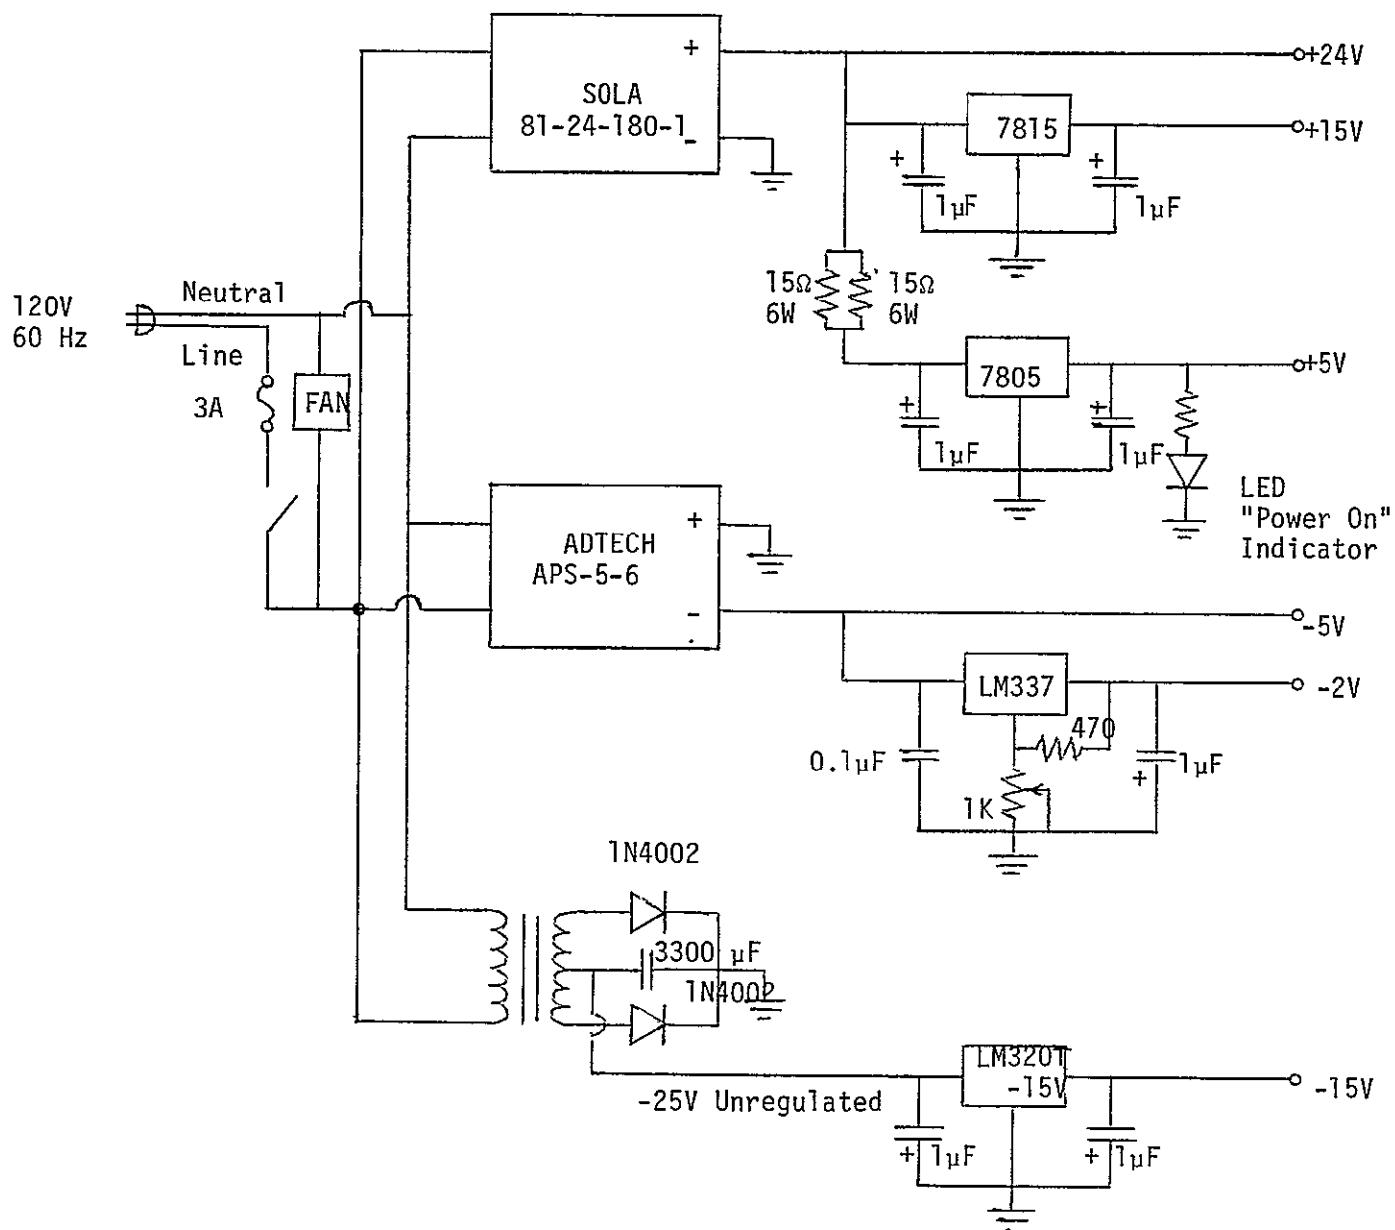 SOLA
81-24-180-1
+
-
+24V
7815
+15V
+
1µF
+
1µF
120V
60 Hz
Neutral
Line
3A
FAN
15Ω
6W
15Ω
6W
7805
+5V
+
1µF
+
1µF
LED
"Power On"
Indicator
ADTECH
APS-5-6
+
-
-5V
LM337
-2V
470
0.1µF
1K
+
1µF
1N4002
3300 µF
1N4002
-25V Unregulated
LM320T
-15V
-15V
+
1µF
+
1µF